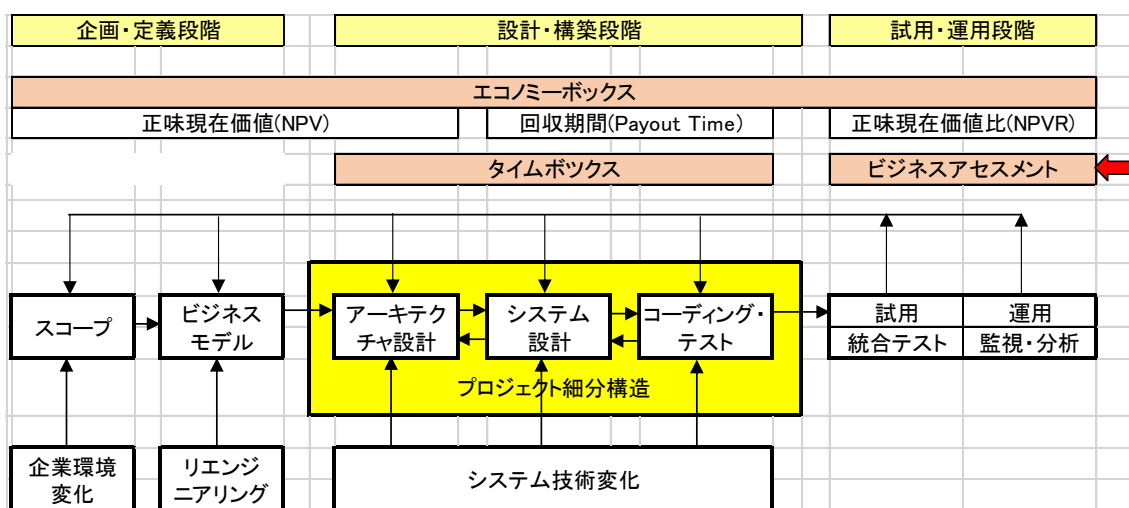 企画・定義段階
設計・構築段階
試用・運用段階
エコノミーボックス
正味現在価値(NPV)
回収期間(Payout Time)
正味現在価値比(NPVR)
タイムボツクス
ビジネスアセスメント
スコープ
ビジネス
モデル
アーキテク
チャ設計
システム
設計
コーディング・
テスト
試用
運用
統合テスト
監視・分析
プロジェクト細分構造
企業環境
変化
リエンジ
ニアリング
システム技術変化